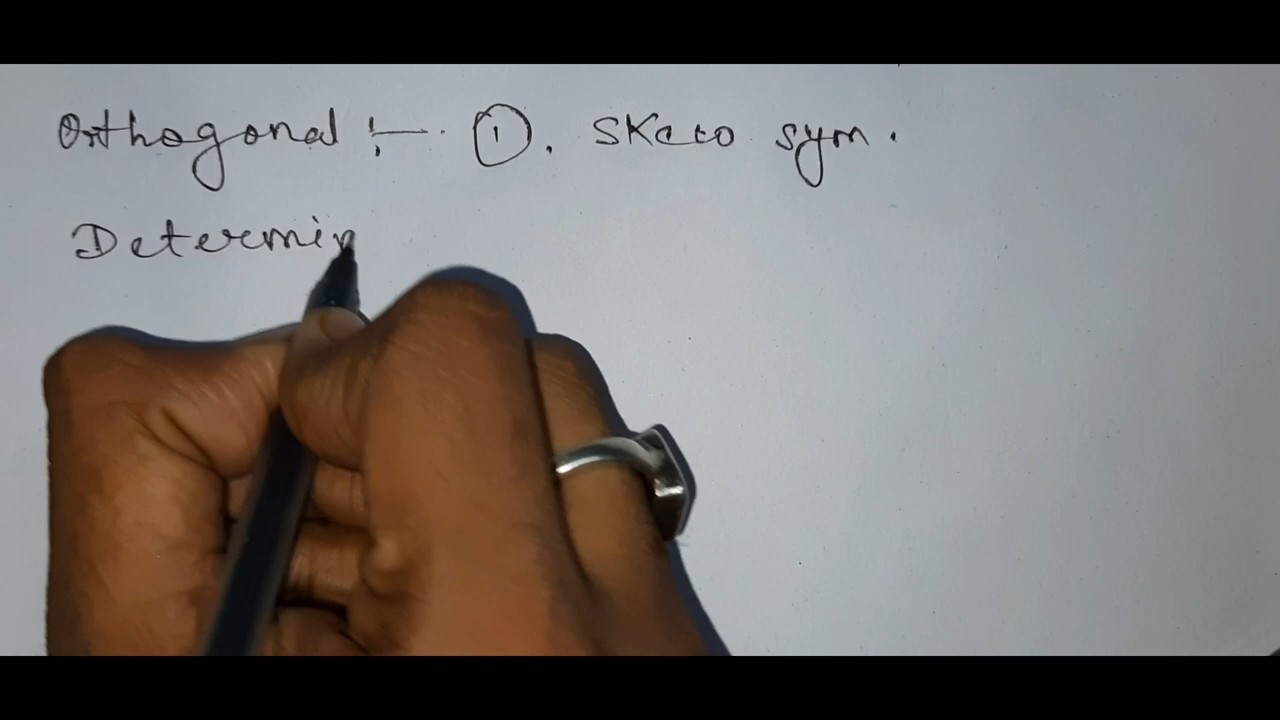 Orthogonal :— ①. Skew sym.
Determin